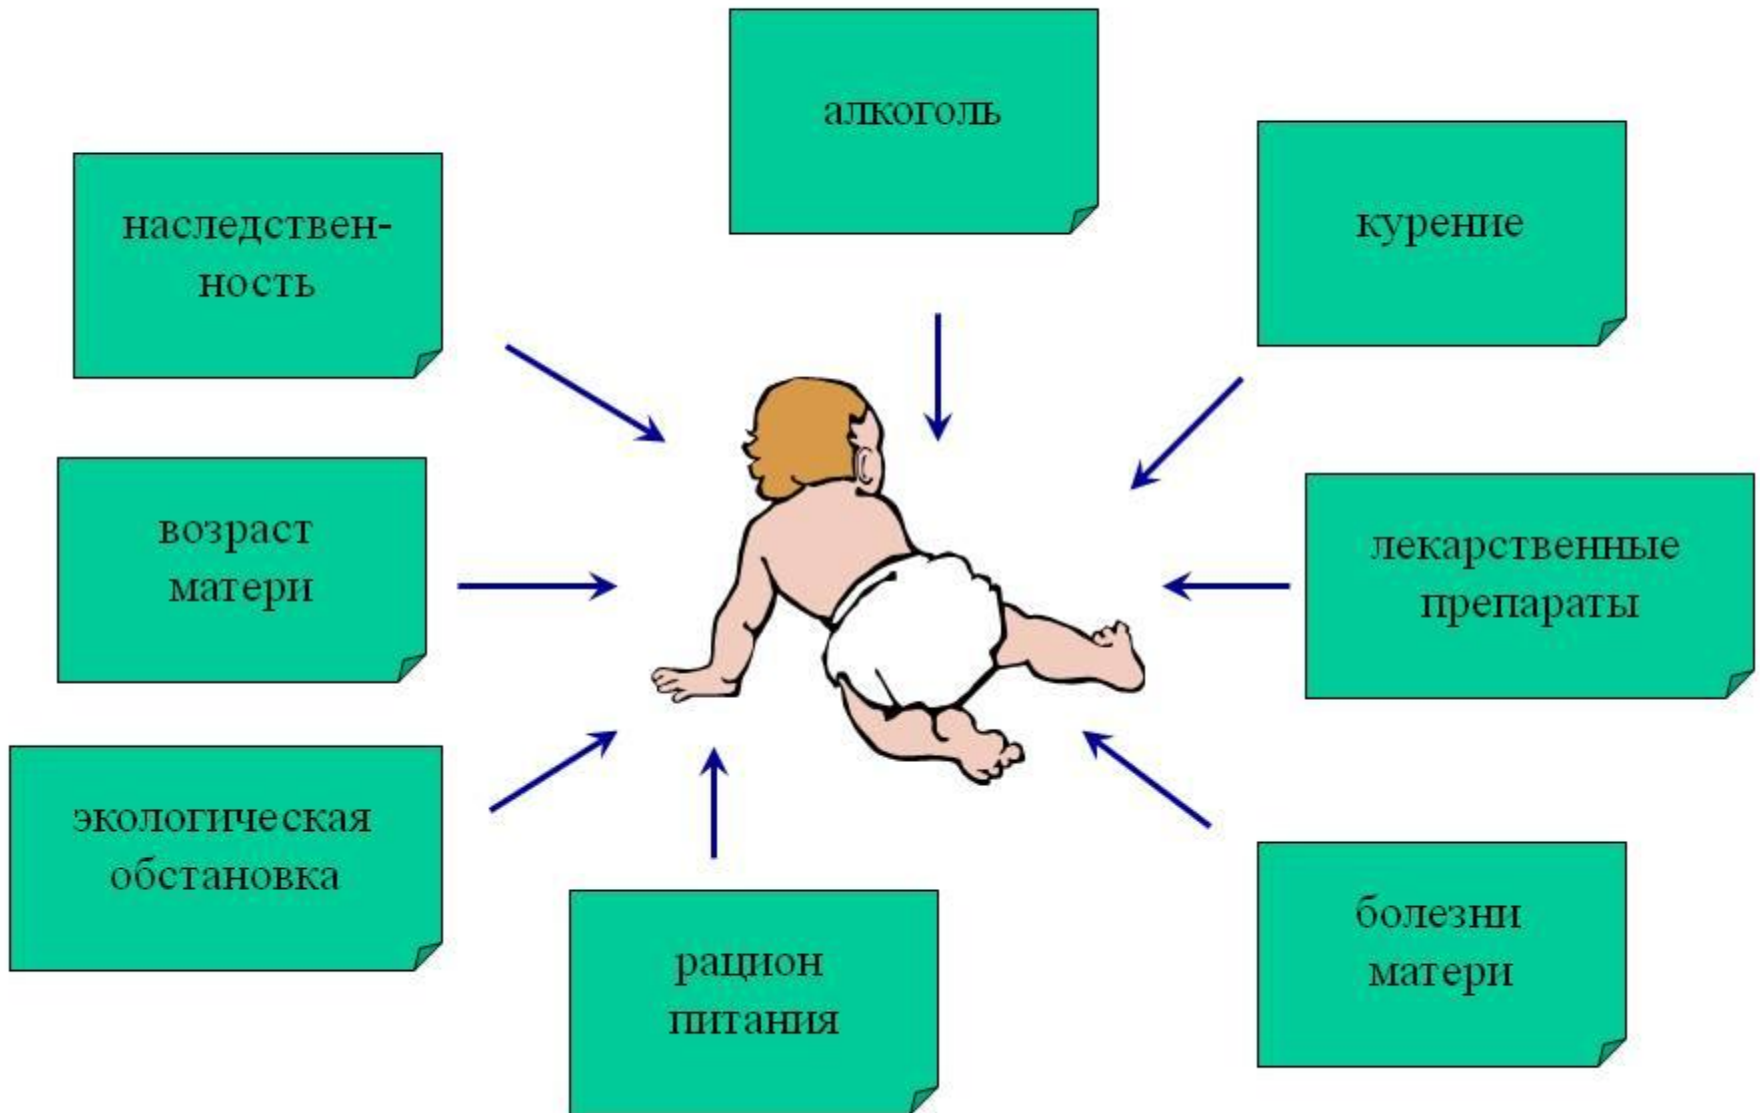 алкоголь
наследствен-
ность
курение
возраст
матери
лекарственные
препараты
экологическая
обстановка
рацион
питания
болезни
матери